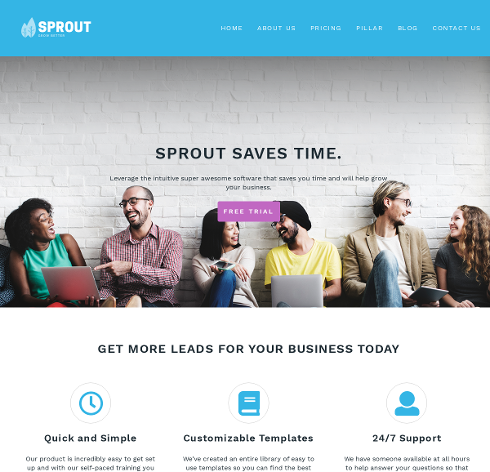 SPROUT
HOME ABOUT US PRICING PILLAR BLOG CONTACT US
SPROUT SAVES TIME.
Leverage the intuitive super awesome software that saves you time and will help grow
your business.
FREE TRIAL
GET MORE LEADS FOR YOUR BUSINESS TODAY
Quick and Simple
Our product is incredibly easy to get set
up and with our self-paced training you
Customizable Templates
We've created an entire library of easy to
use templates so you can find the best
24/7 Support
We have someone available at all hours
to help answer your questions so that